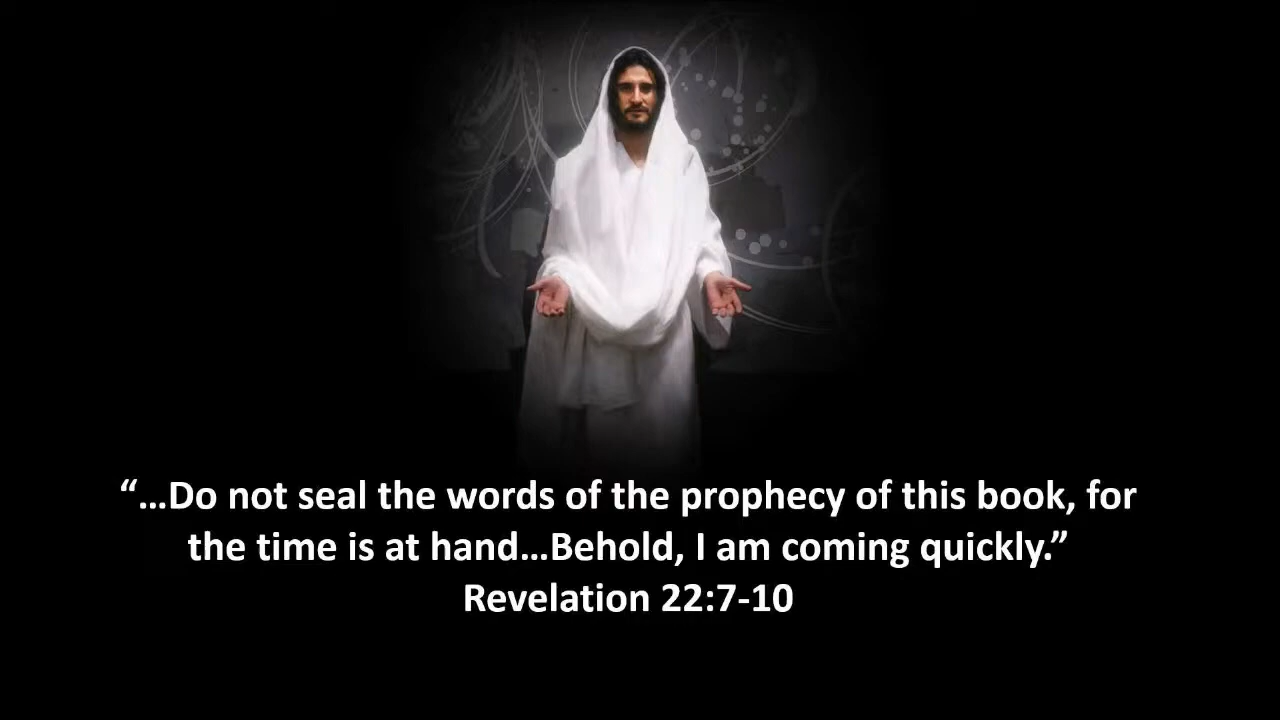 “…Do not seal the words of the prophecy of this book, for
the time is at hand…Behold, I am coming quickly.”
Revelation 22:7-10